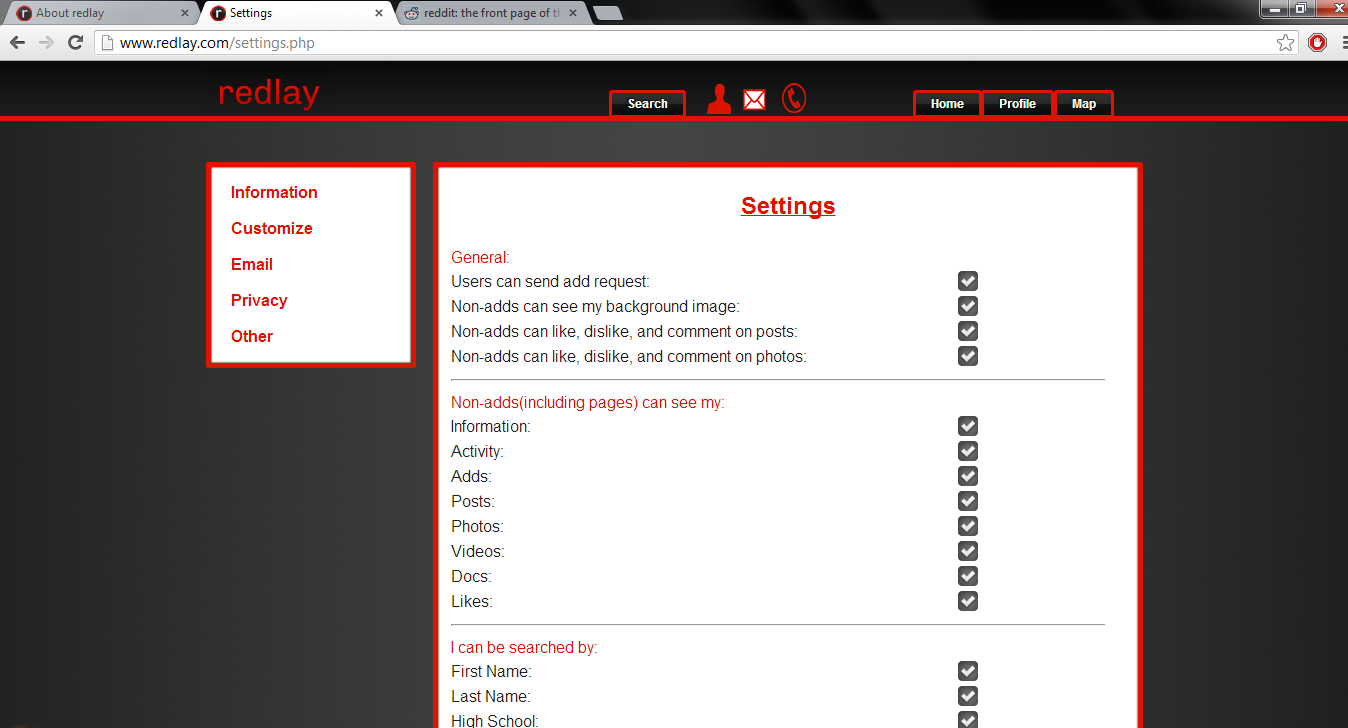 About redlay
Settings
reddit: the front page of th
www.redlay.com/settings.php
redlay
Search
Home
Profile
Map
Information
Customize
Email
Privacy
Other
Settings
General:
Users can send add request:
Non-adds can see my background image:
Non-adds can like, dislike, and comment on posts:
Non-adds can like, dislike, and comment on photos:
Non-adds(including pages) can see my:
Information:
Activity:
Adds:
Posts:
Photos:
Videos:
Docs:
Likes:
I can be searched by:
First Name:
Last Name:
High School: